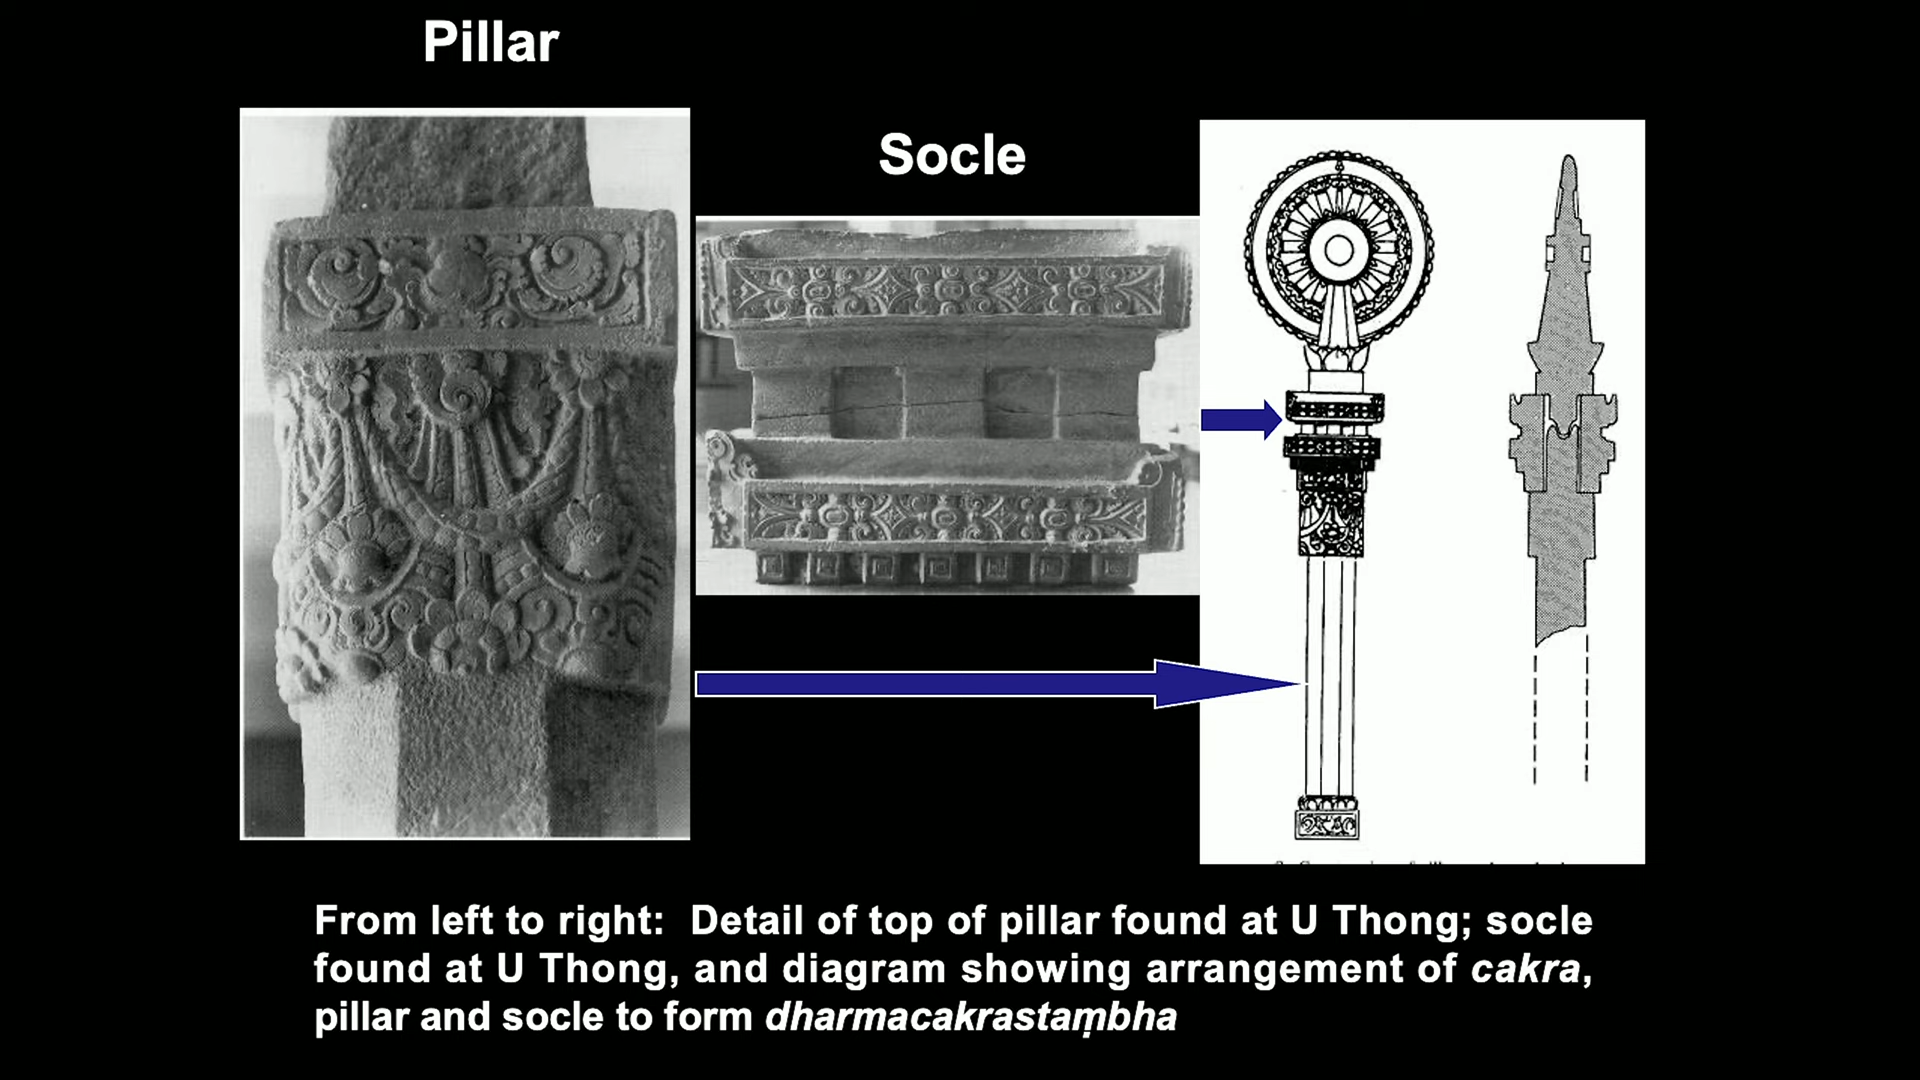 Pillar
Socle
From left to right: Detail of top of pillar found at U Thong; socle
found at U Thong, and diagram showing arrangement of cakra,
pillar and socle to form dharmacakrastaṃbha